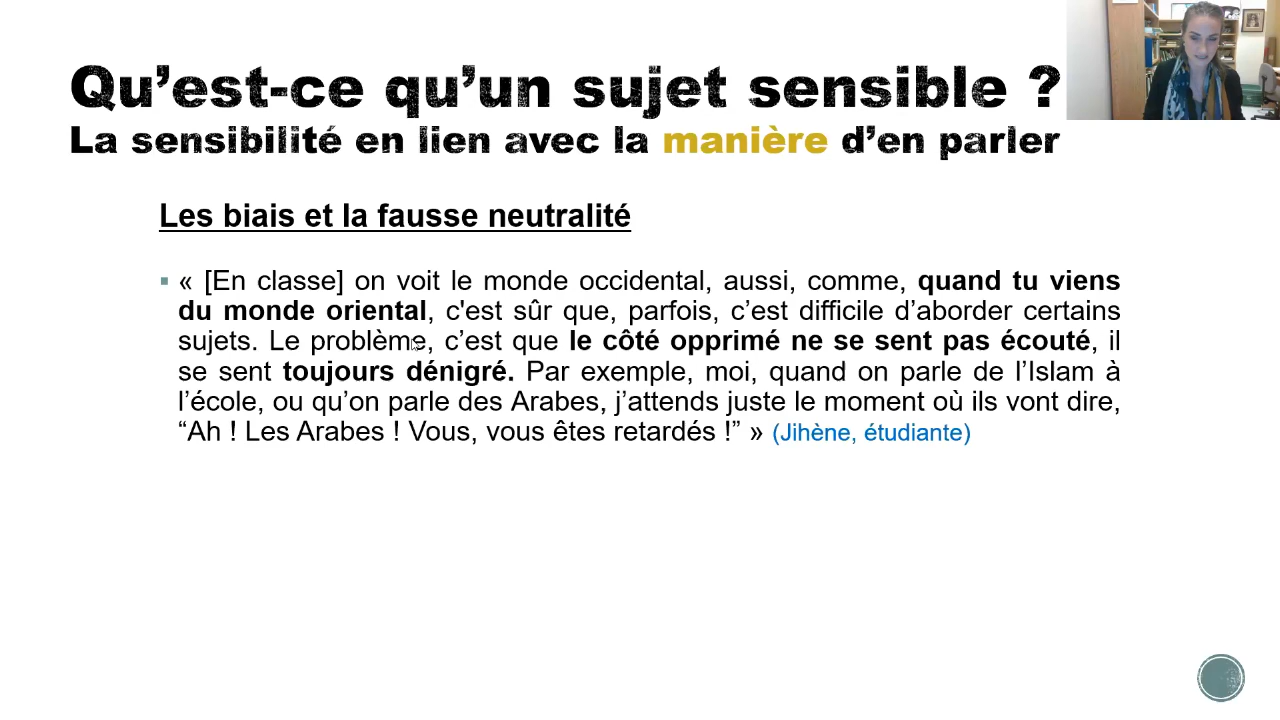 Qu’est-ce qu’un sujet sensible ?
La sensibilité en lien avec la manière d’en parler
Les biais et la fausse neutralité
« [En classe] on voit le monde occidental, aussi, comme, quand tu viens
du monde oriental, c'est sûr que, parfois, c’est difficile d’aborder certains
sujets. Le problème, c’est que le côté opprimé ne se sent pas écouté, il
se sent toujours dénigré. Par exemple, moi, quand on parle de l’Islam à
l’école, ou qu’on parle des Arabes, j’attends juste le moment où ils vont dire,
“Ah ! Les Arabes ! Vous, vous êtes retardés !” » (Jihène, étudiante)